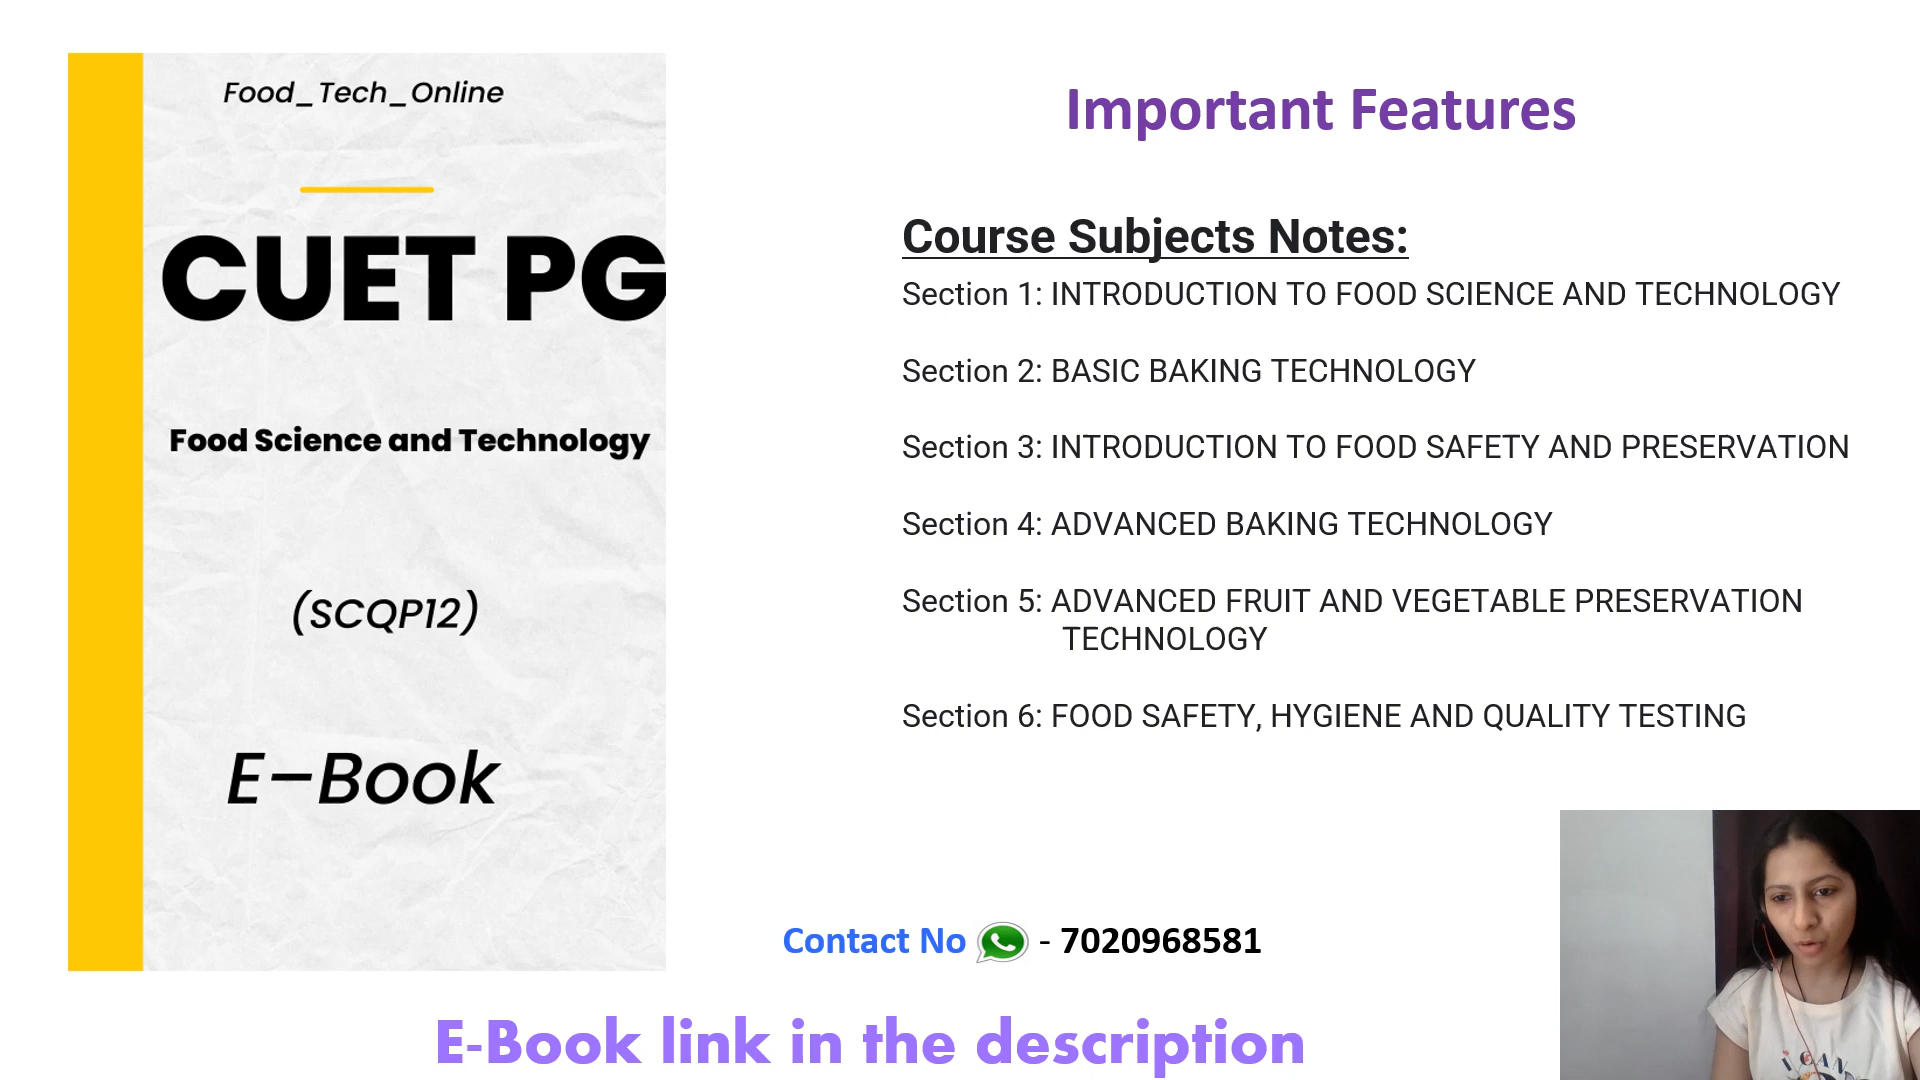 Food_Tech_Online
CUET PG
Food Science and Technology
(SCQP12)
E-Book
Important Features
Course Subjects Notes:
Section 1: INTRODUCTION TO FOOD SCIENCE AND TECHNOLOGY
Section 2: BASIC BAKING TECHNOLOGY
Section 3: INTRODUCTION TO FOOD SAFETY AND PRESERVATION
Section 4: ADVANCED BAKING TECHNOLOGY
Section 5: ADVANCED FRUIT AND VEGETABLE PRESERVATION
TECHNOLOGY
Section 6: FOOD SAFETY, HYGIENE AND QUALITY TESTING
Contact No - 7020968581
E-Book link in the description
i CAN